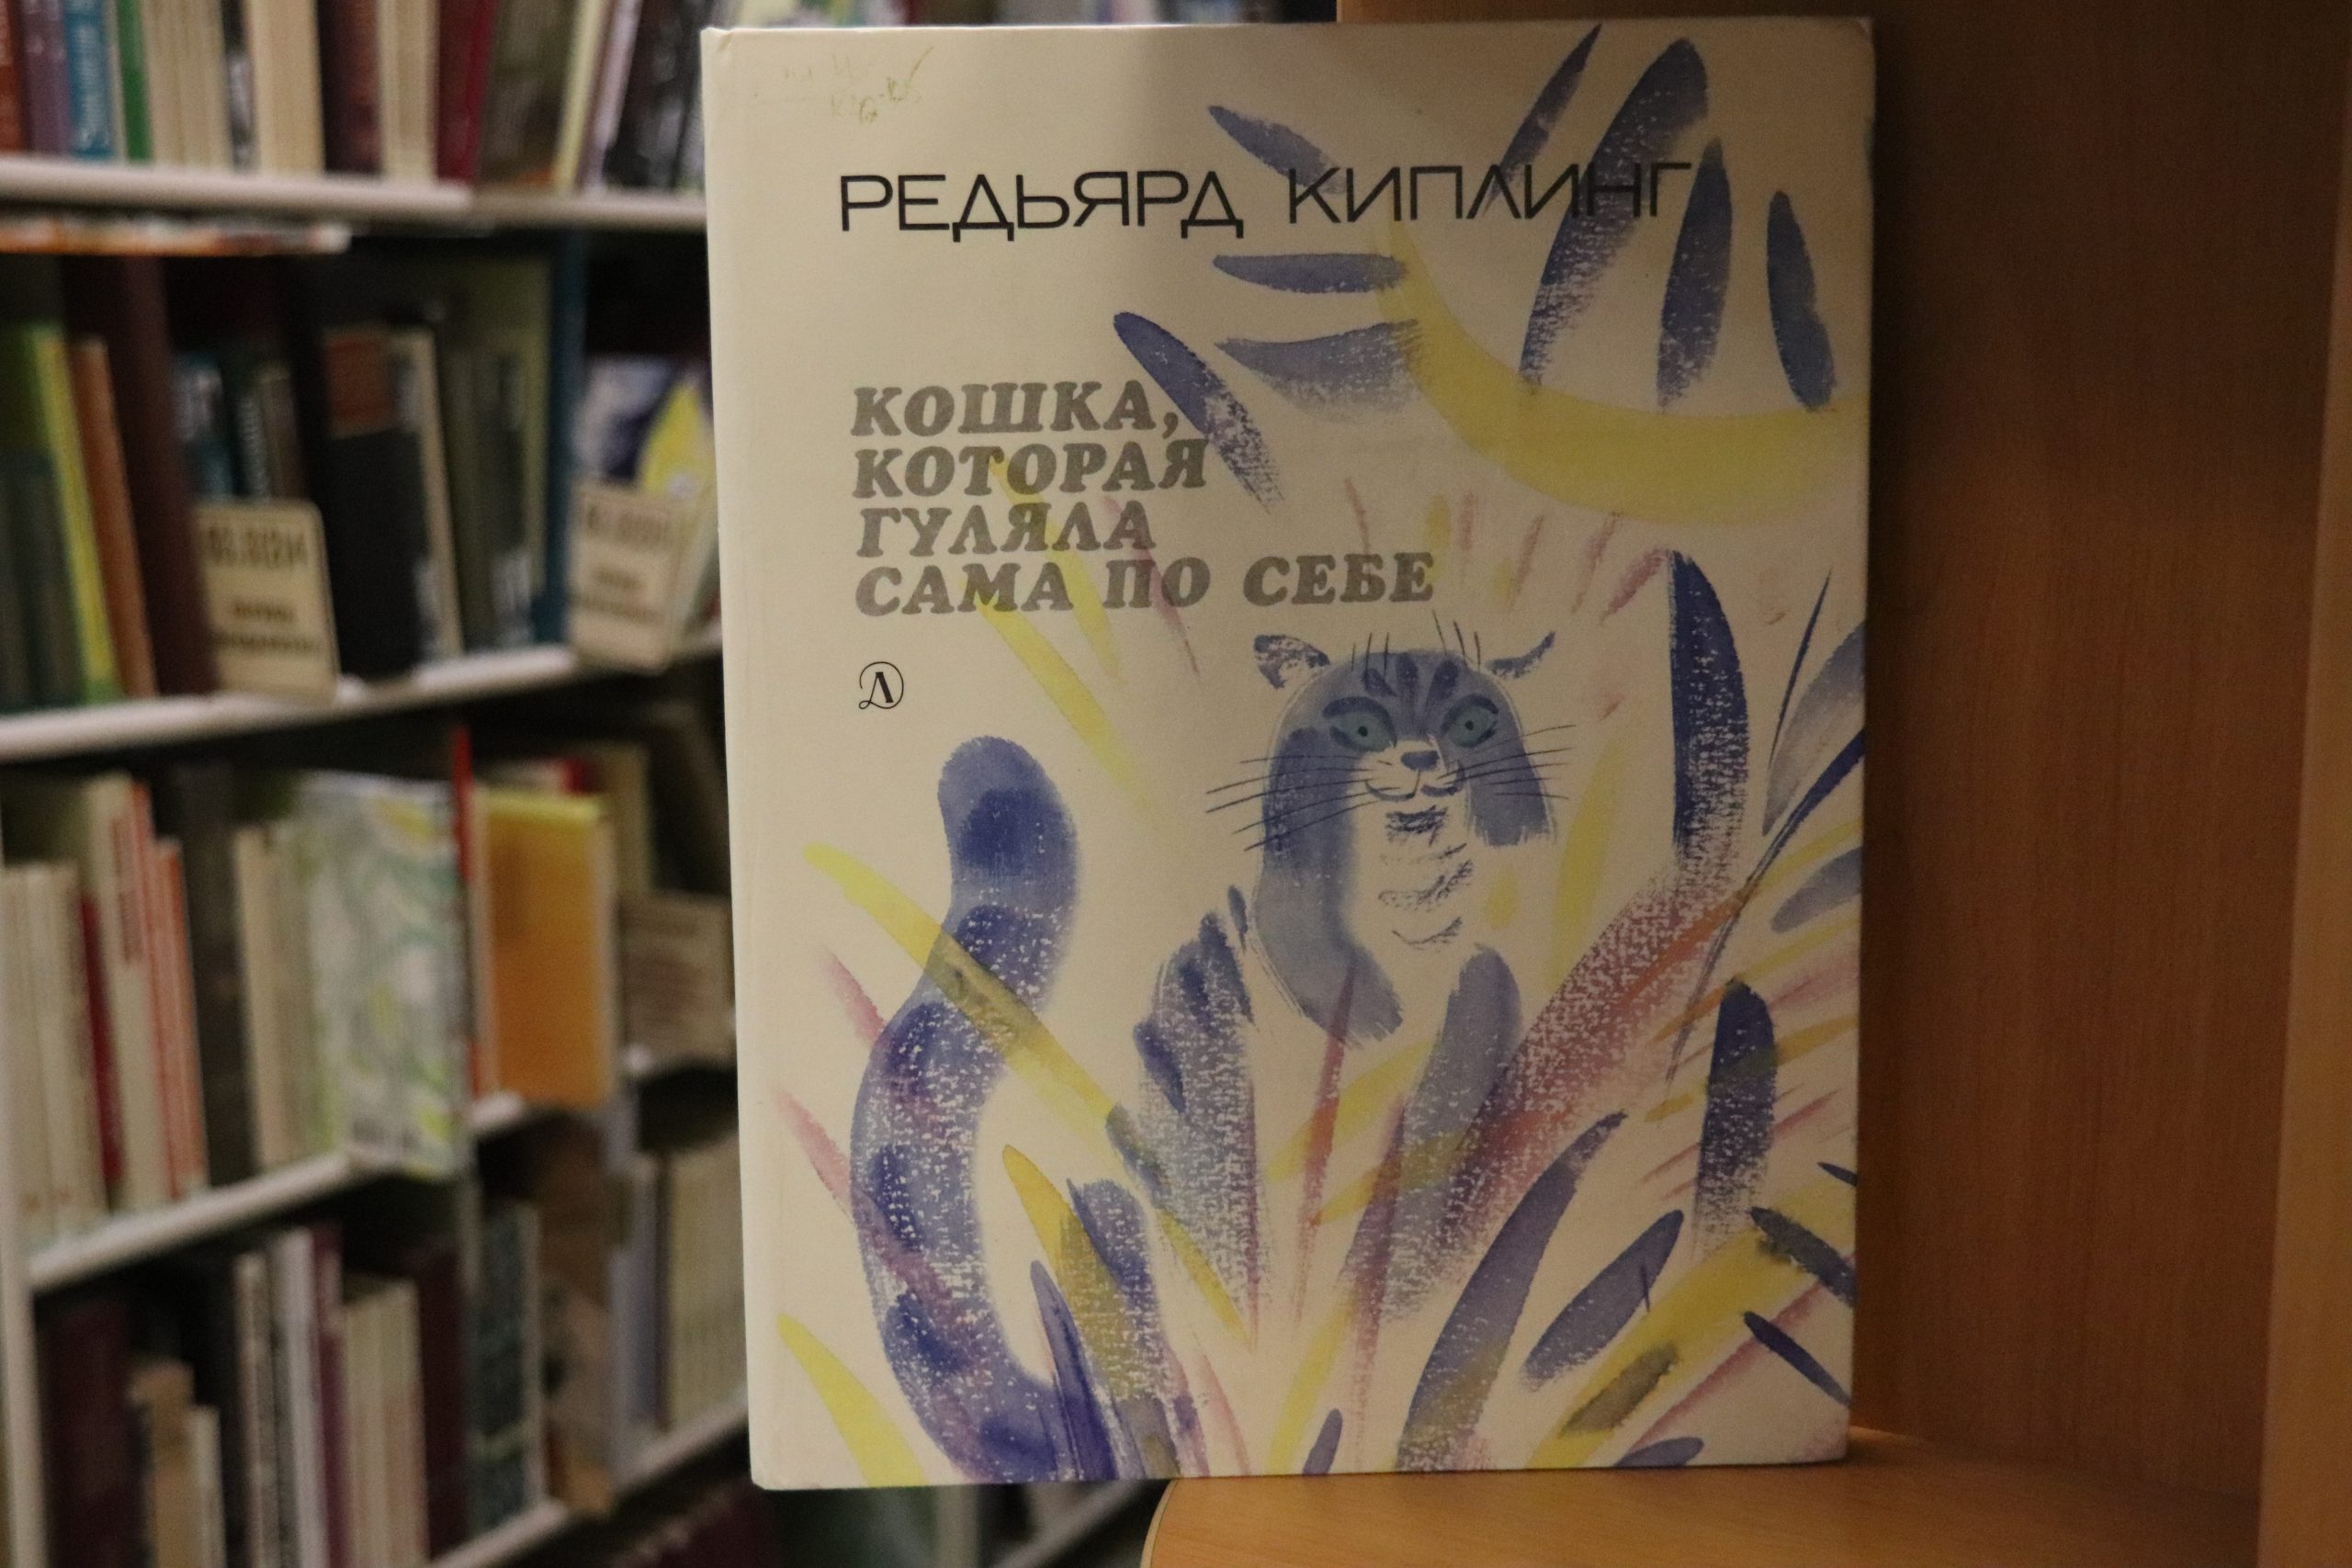 РЕДЬЯРД КИПЛИНГ
КОШКА,
КОТОРАЯ
ГУЛЯЛА
САМА ПО СЕБЕ